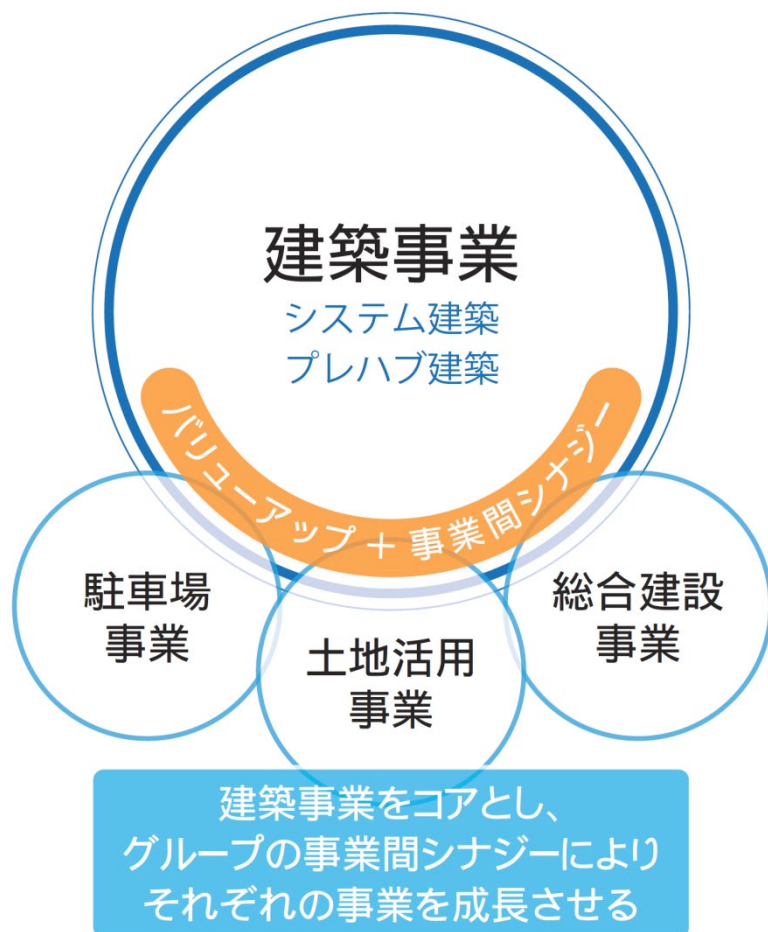 建築事業
システム建築
プレハブ建築
バリューアップ + 事業間シナジー
駐車場
事業
土地活用
事業
総合建設
事業
建築事業をコアとし、
グループの事業間シナジーにより
それぞれの事業を成長させる